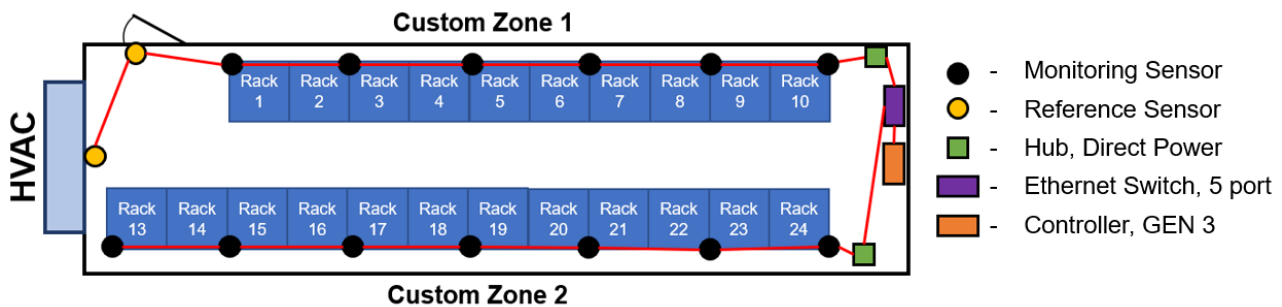 Custom Zone 1
HVAC
Rack 1
Rack 2
Rack 3
Rack 4
Rack 5
Rack 6
Rack 7
Rack 8
Rack 9
Rack 10
Rack 13
Rack 14
Rack 15
Rack 16
Rack 17
Rack 18
Rack 19
Rack 20
Rack 21
Rack 22
Rack 23
Rack 24
Custom Zone 2
- Monitoring Sensor
- Reference Sensor
- Hub, Direct Power
- Ethernet Switch, 5 port
- Controller, GEN 3